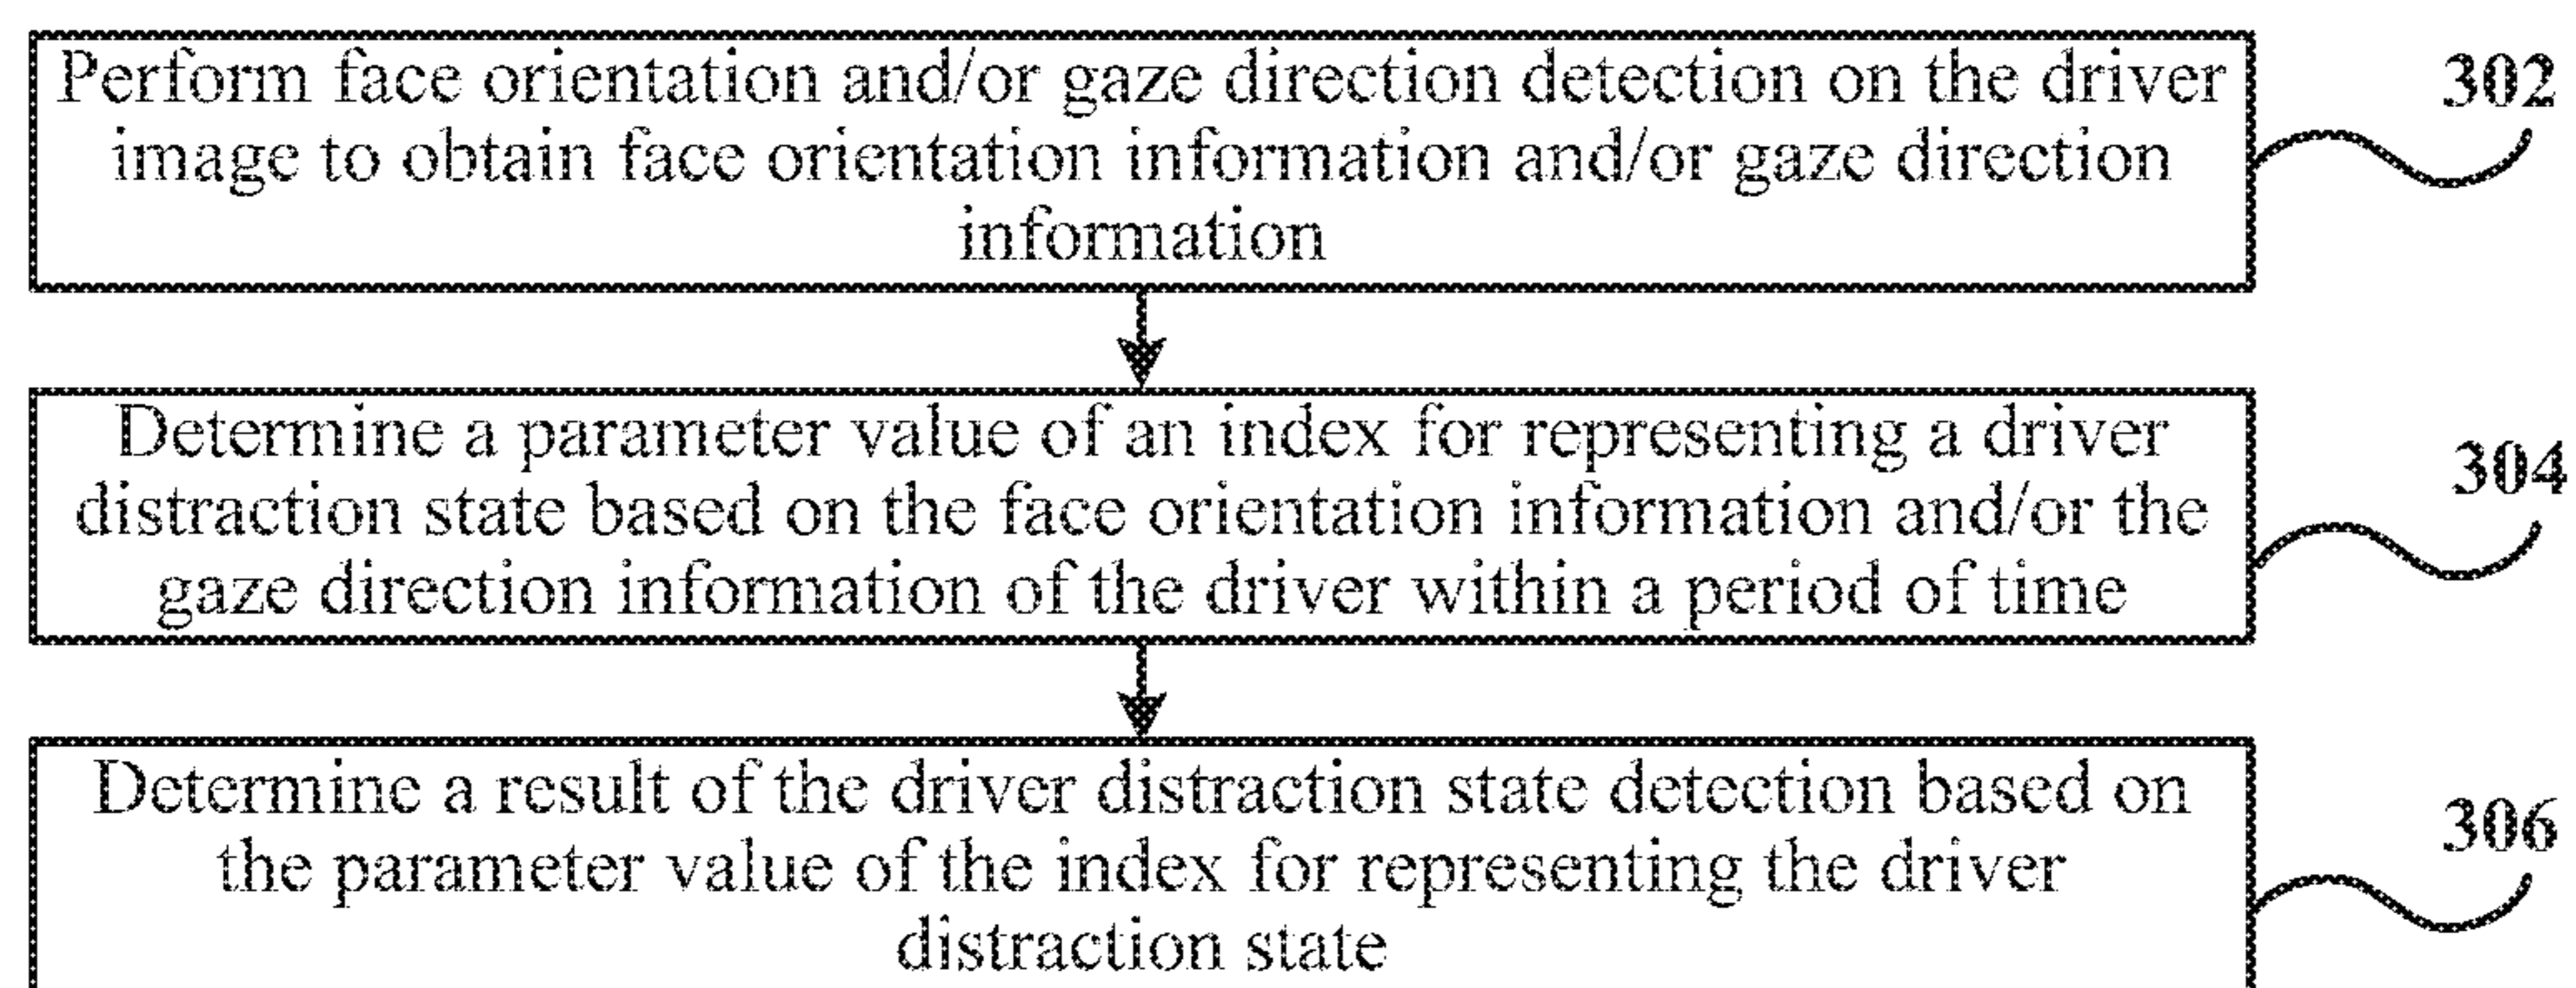 Perform face orientation and/or gaze direction detection on the driver
image to obtain face orientation information and/or gaze direction
information
302
Determine a parameter value of an index for representing a driver
distraction state based on the face orientation information and/or the
gaze direction information of the driver within a period of time
304
Determine a result of the driver distraction state detection based on
the parameter value of the index for representing the driver
distraction state
306